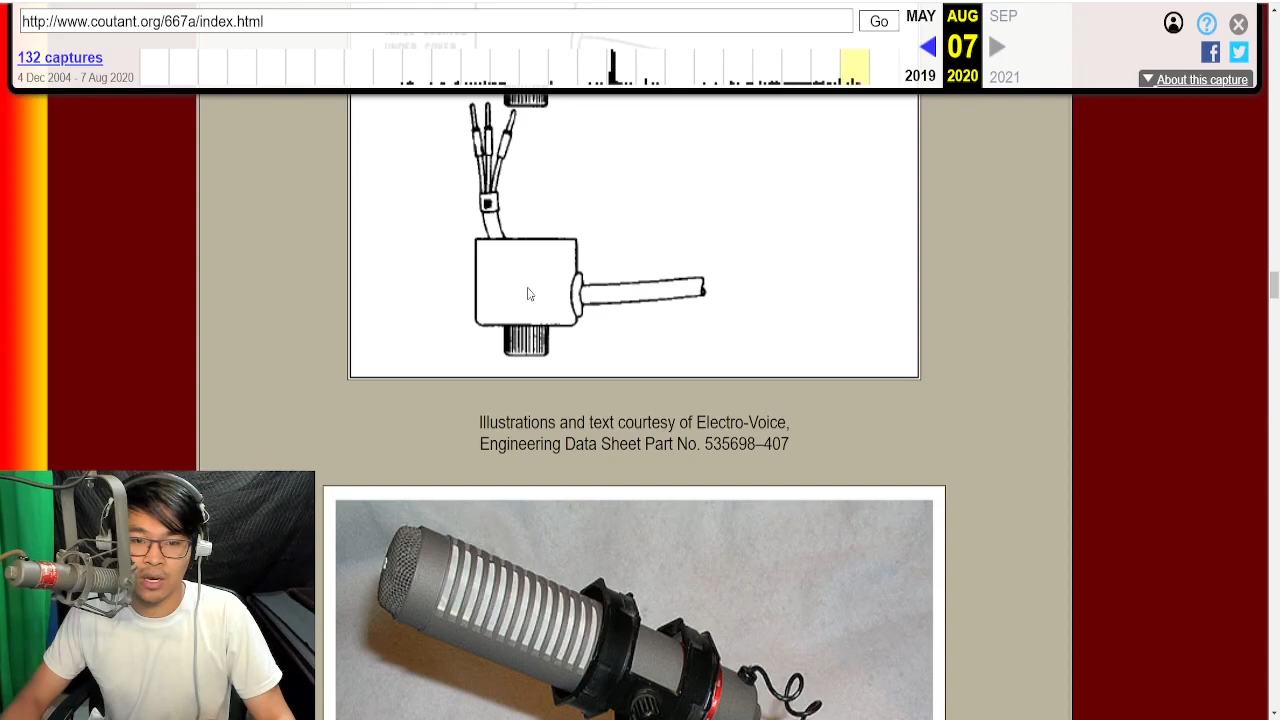 http://www.coutant.org/667a/index.html
Go
MAY
AUG
SEP
132 captures
07
4 Dec 2004 - 7 Aug 2020
2019
2020
2021
About this capture
UNDER COVER
Illustrations and text courtesy of Electro-Voice,
Engineering Data Sheet Part No. 535698–407